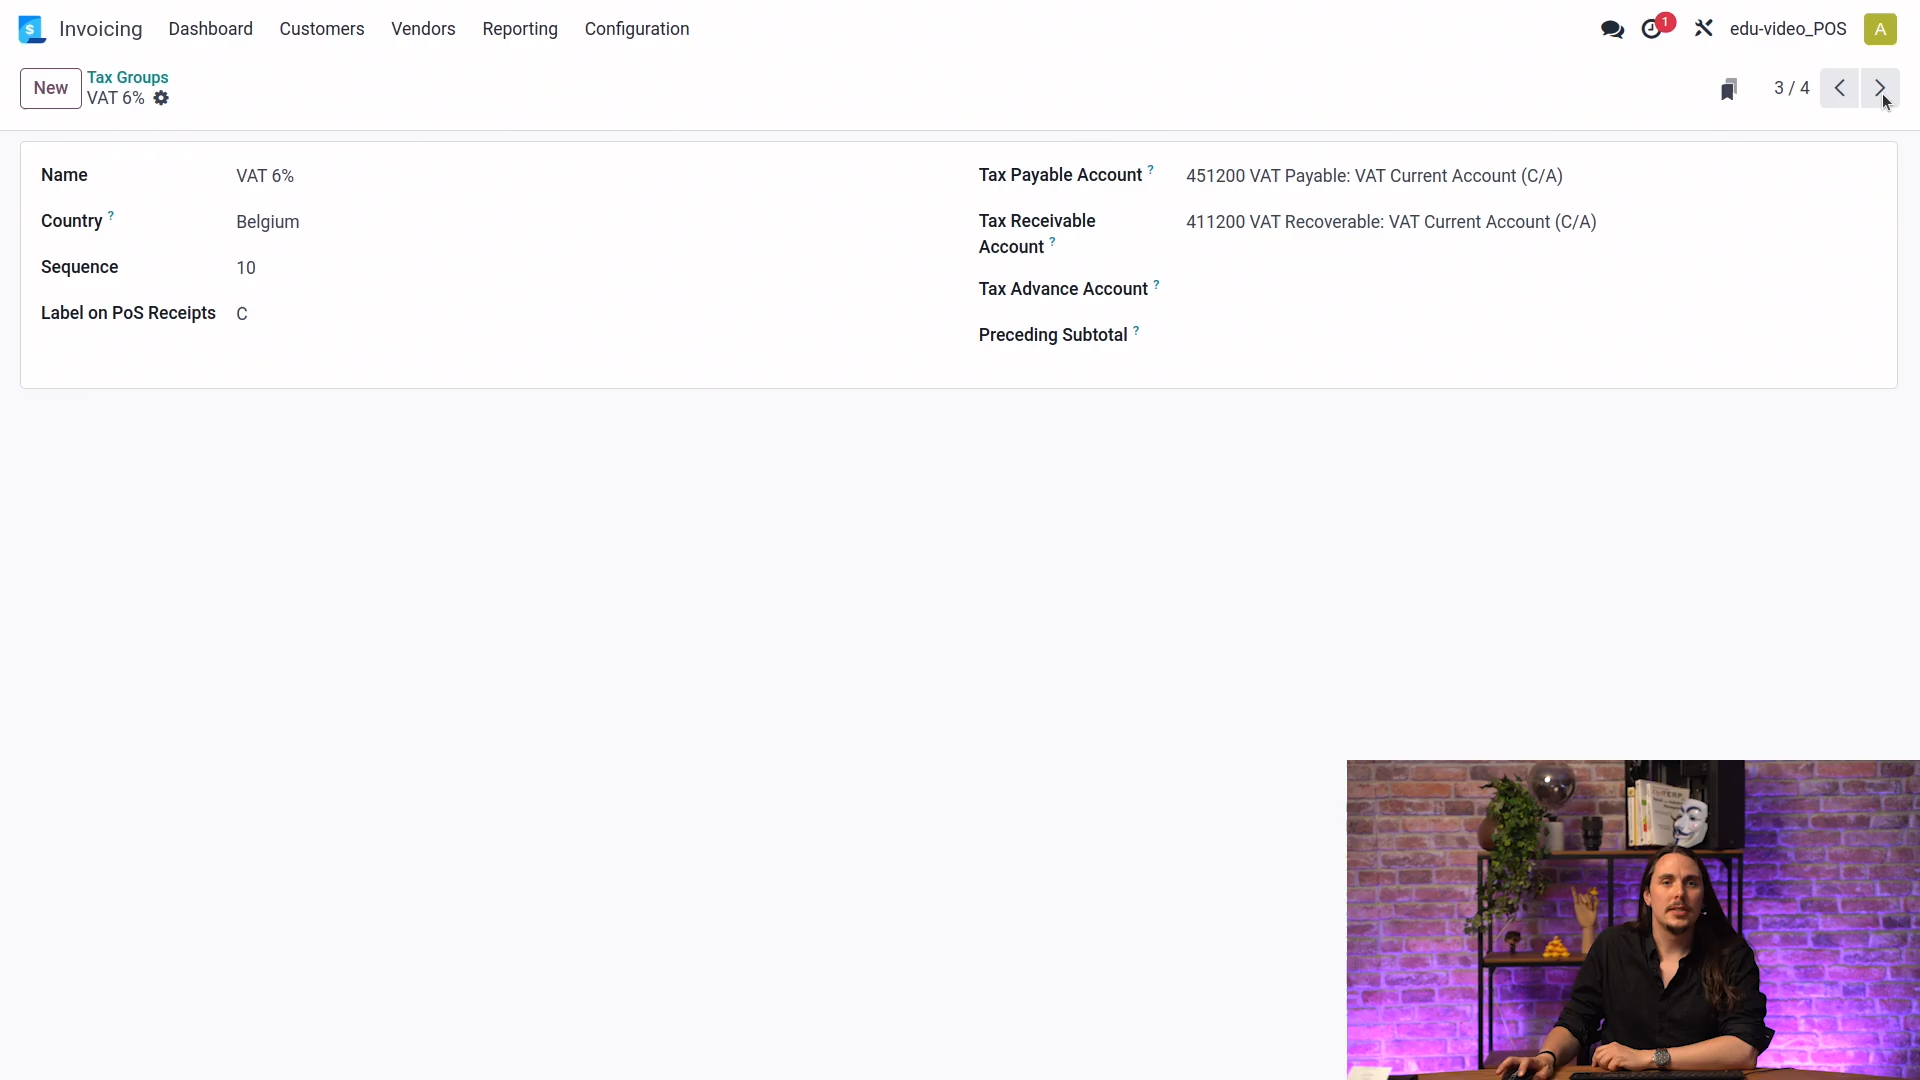 Invoicing
Dashboard
Customers
Vendors
Reporting
Configuration
1
edu-video_POS
A
New
Tax Groups
VAT 6%
3 / 4
Name
VAT 6%
Country ?
Belgium
Sequence
10
Label on PoS Receipts
C
Tax Payable Account ?
451200 VAT Payable: VAT Current Account (C/A)
Tax Receivable
Account ?
411200 VAT Recoverable: VAT Current Account (C/A)
Tax Advance Account ?
Preceding Subtotal ?